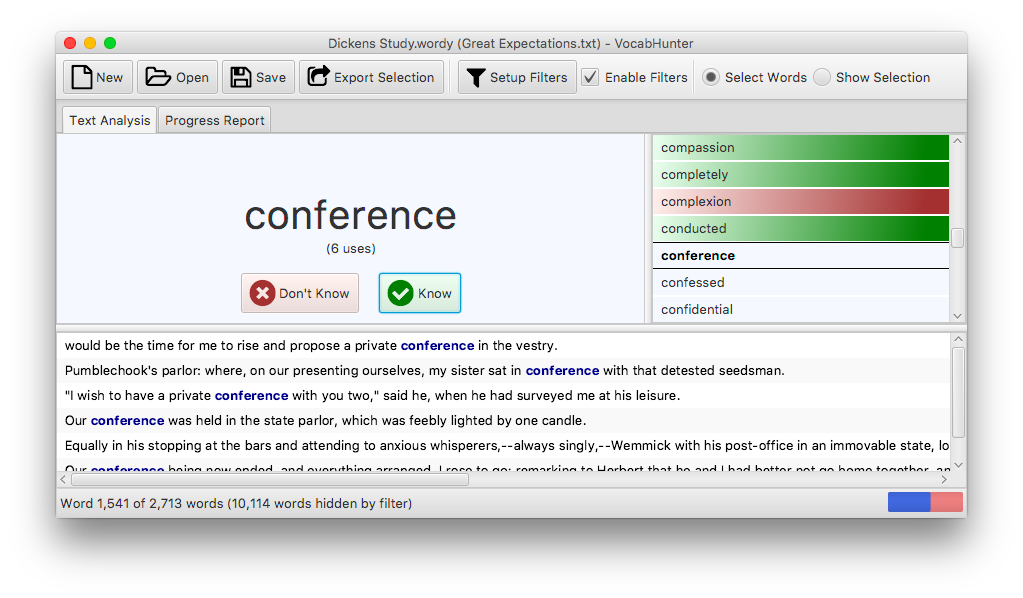 Dickens Study.wordy (Great Expectations.txt) - VocabHunter
New Open Save Export Selection Setup Filters Enable Filters Select Words Show Selection
Text Analysis Progress Report
conference
(6 uses)
Don't Know Know
compassion
completely
complexion
conducted
conference
confessed
confidential
would be the time for me to rise and propose a private conference in the vestry.
Pumblechook's parlor: where, on our presenting ourselves, my sister sat in conference with that detested seedsman.
"I wish to have a private conference with you two," said he, when he had surveyed me at his leisure.
Our conference was held in the state parlor, which was feebly lighted by one candle.
Equally in his stopping at the bars and attending to anxious whisperers,--always singly,--Wemmick with his post-office in an immovable state, lo
Our conference being now ended, and everything arranged, I rose to go; remarking to Herbert that he and I had better not go home together, an
Word 1,541 of 2,713 words (10,114 words hidden by filter)